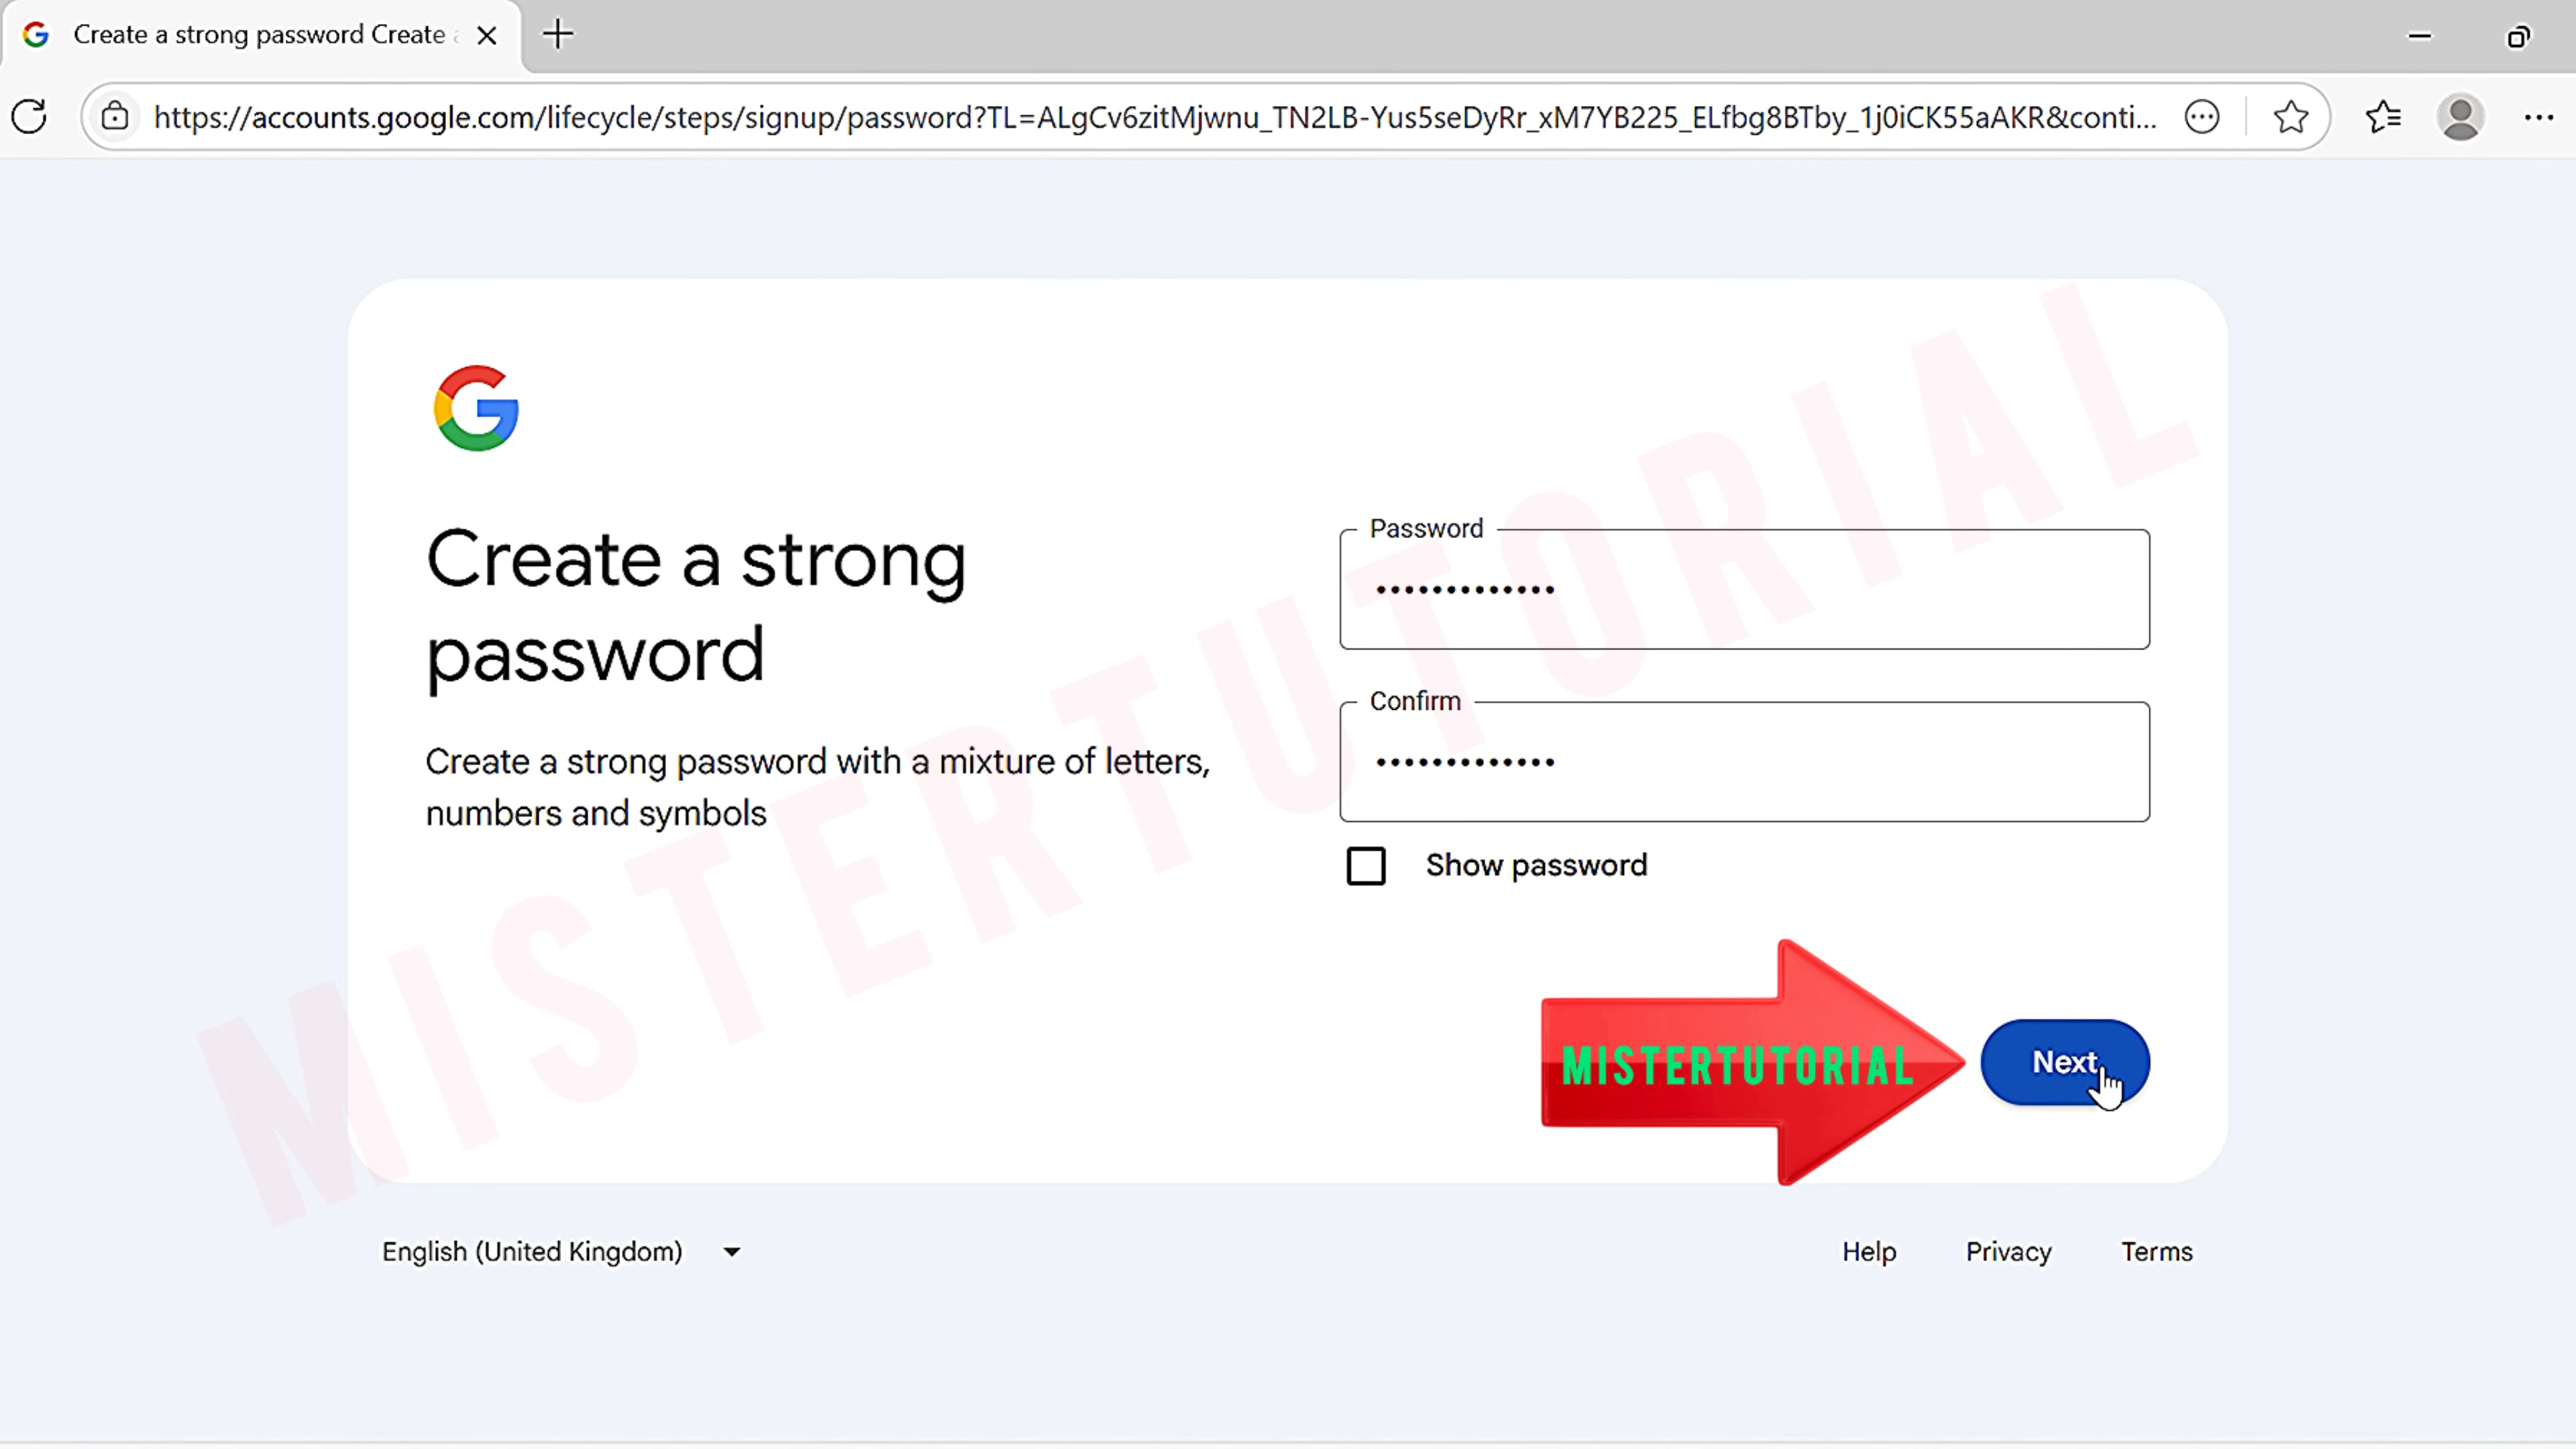 Create a strong password Create
https://accounts.google.com/lifecycle/steps/signup/password?TL=ALgCv6zitMjwnu_TN2LB-Yus5seDyRr_xM7YB225_ELfbg8BTby_1j0iCK55aAKR&conti...
Create a strong
password
Create a strong password with a mixture of letters,
numbers and symbols
Password
•••••••••••••
Confirm
•••••••••••••
Show password
MISTERTUTORIAL
Next
MISTERTUTORIAL
English (United Kingdom)
Help Privacy Terms